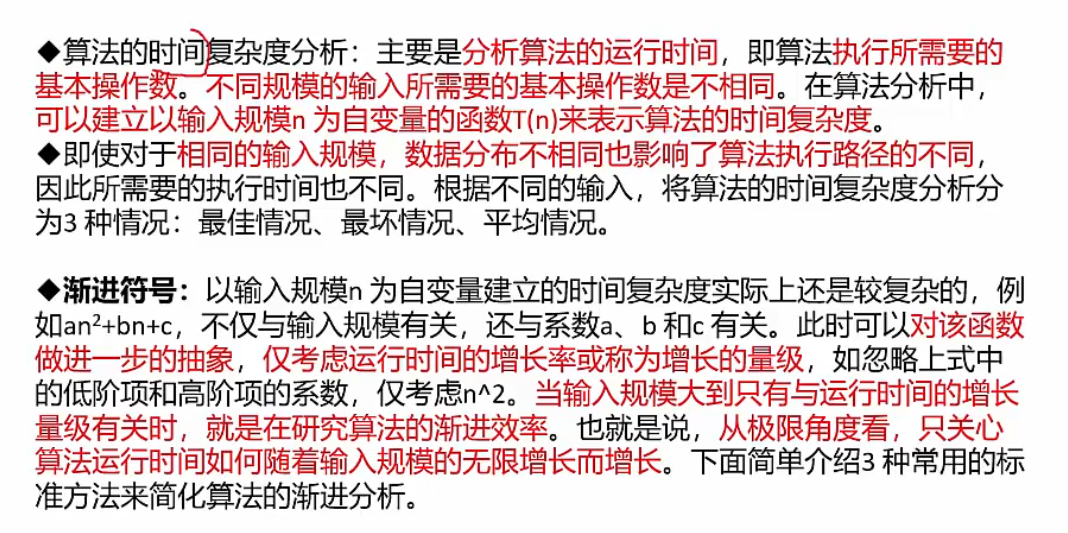 ◆算法的时间复杂度分析：主要是分析算法的运行时间，即算法执行所需要的
基本操作数。不同规模的输入所需要的基本操作数是不相同。在算法分析中，
可以建立以输入规模n 为自变量的函数T(n)来表示算法的时间复杂度。
◆即使对于相同的输入规模，数据分布不相同也影响了算法执行路径的不同，
因此所需要的执行时间也不同。根据不同的输入，将算法的时间复杂度分析分
为3 种情况：最佳情况、最坏情况、平均情况。
◆渐进符号：以输入规模n 为自变量建立的时间复杂度实际上还是较复杂的，例
如an²+bn+c，不仅与输入规模有关，还与系数a、b 和c 有关。此时可以对该函数
做进一步的抽象，仅考虑运行时间的增长率或称为增长的量级，如忽略上式中
的低阶项和高阶项的系数，仅考虑n^2。当输入规模大到只有与运行时间的增长
量级有关时，就是在研究算法的渐进效率。也就是说，从极限角度看，只关心
算法运行时间如何随着输入规模的无限增长而增长。下面简单介绍3 种常用的标
准方法来简化算法的渐进分析。